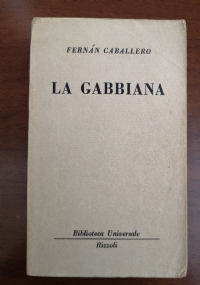 FERNÁN CABALLERO
LA GABBIANA
Biblioteca Universale
Rizzoli